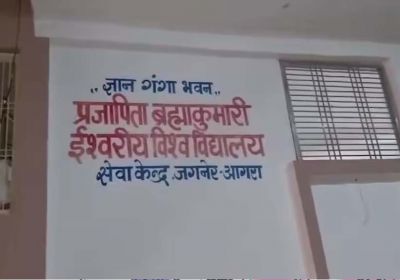 ,, ज्ञान गंगा भवन ,,
प्रजापिता ब्रह्माकुमारी
ईश्वरीय विश्व विद्यालय
सेवा केन्द्र जगनेर-आगरा